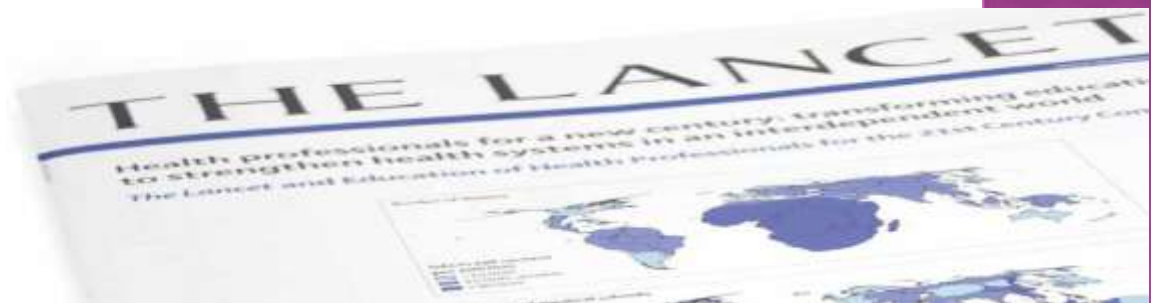 THE LANCET
Health professionals for a new century: transforming educati
to strengthen health systems in an interdependent world
The Lancet and Education of Health Professionals for the 21st Century Com